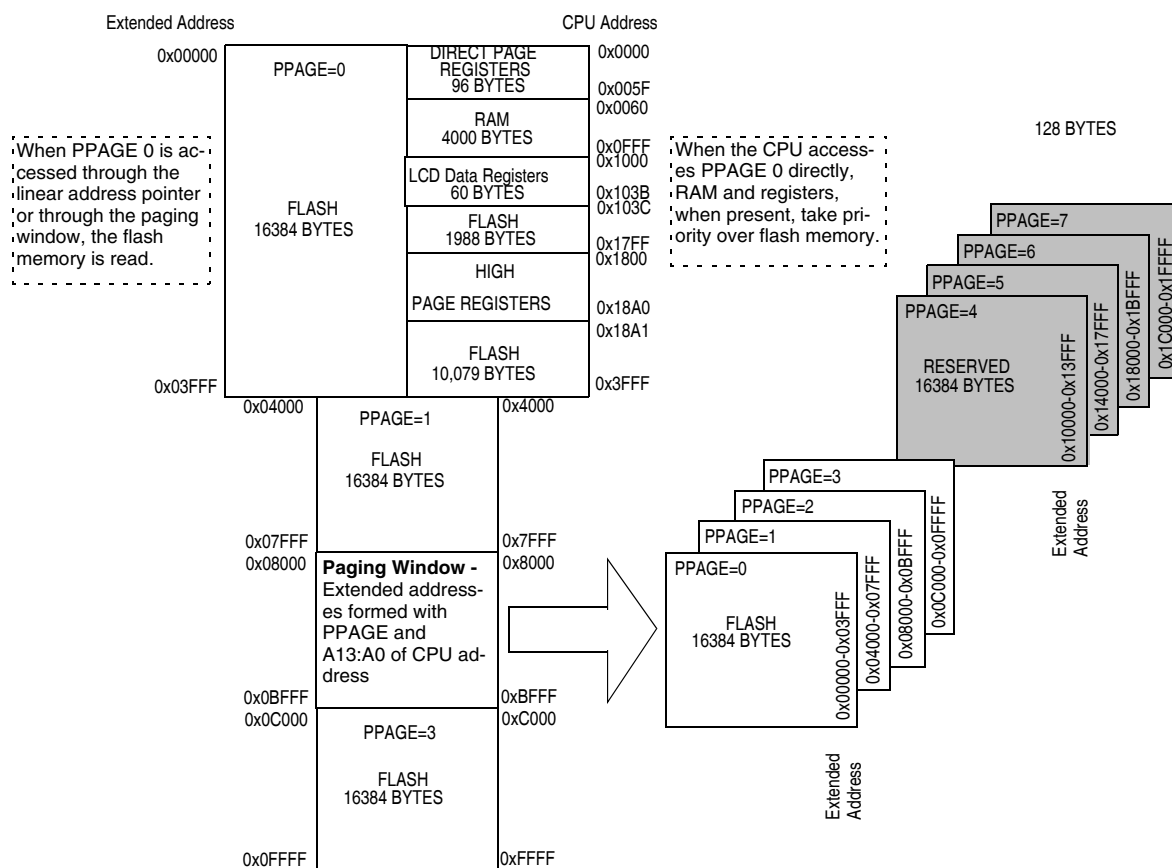 Extended Address
CPU Address
0x00000
PPAGE=0
FLASH
16384 BYTES
0x03FFF
When PPAGE 0 is ac-
cessed through the
linear address pointer
or through the paging
window, the flash
memory is read.
DIRECT PAGE
REGISTERS
96 BYTES
0x0000
0x005F
RAM
4000 BYTES
0x0060
0x0FFF
LCD Data Registers
60 BYTES
0x1000
0x103B
FLASH
1988 BYTES
0x103C
0x17FF
HIGH
PAGE REGISTERS
0x1800
0x18A0
FLASH
10,079 BYTES
0x18A1
0x3FFF
When the CPU access-
es PPAGE 0 directly,
RAM and registers,
when present, take pri-
ority over flash memory.
128 BYTES
0x04000
PPAGE=1
0x4000
FLASH
16384 BYTES
0x07FFF
0x7FFF
0x08000
0x8000
Paging Window -
Extended address-
es formed with
PPAGE and
A13:A0 of CPU ad-
dress
0x0BFFF
0xBFFF
0x0C000
0xC000
PPAGE=3
FLASH
16384 BYTES
0x0FFFF
0xFFFF
PPAGE=7
0x1C000-0x1FFFF
PPAGE=6
0x18000-0x1BFFF
PPAGE=5
0x14000-0x17FFF
PPAGE=4
RESERVED
16384 BYTES
0x10000-0x13FFF
Extended
Address
PPAGE=3
0x0C000-0x0FFFF
PPAGE=2
0x08000-0x0BFFF
PPAGE=1
0x04000-0x07FFF
PPAGE=0
FLASH
16384 BYTES
0x00000-0x03FFF
Extended
Address